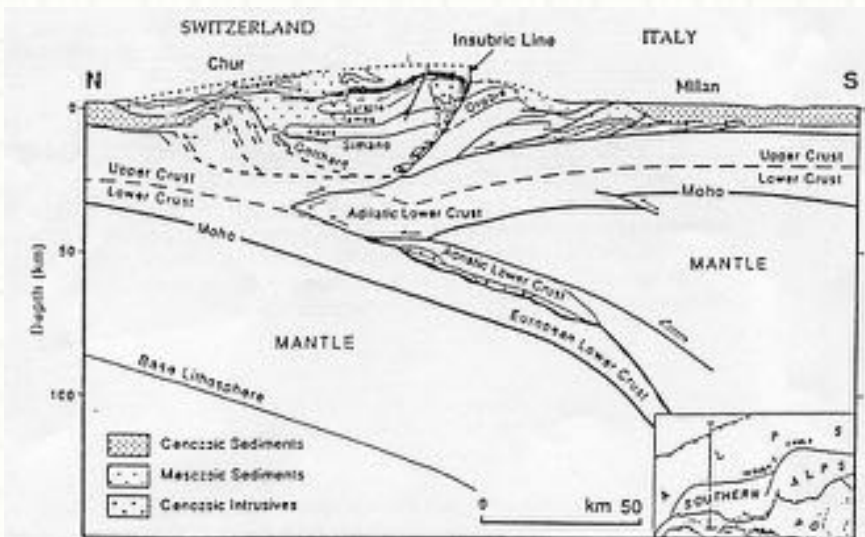 SWITZERLAND
ITALY
Insubric Line
Chur
Milan
N
S
0
Simano
Upper Crust
Lower Crust
Upper Crust
Lower Crust
Moho
Moho
Adriatic Lower Crust
50
Adriatic Lower Crust
MANTLE
European Lower Crust
Depth (km)
MANTLE
Base Lithosphere
100
Cenozoic Sediments
Mesozoic Sediments
Cenozoic Intrusives
0 km 50
A L P S
SOUTHERN
A L P S
P O